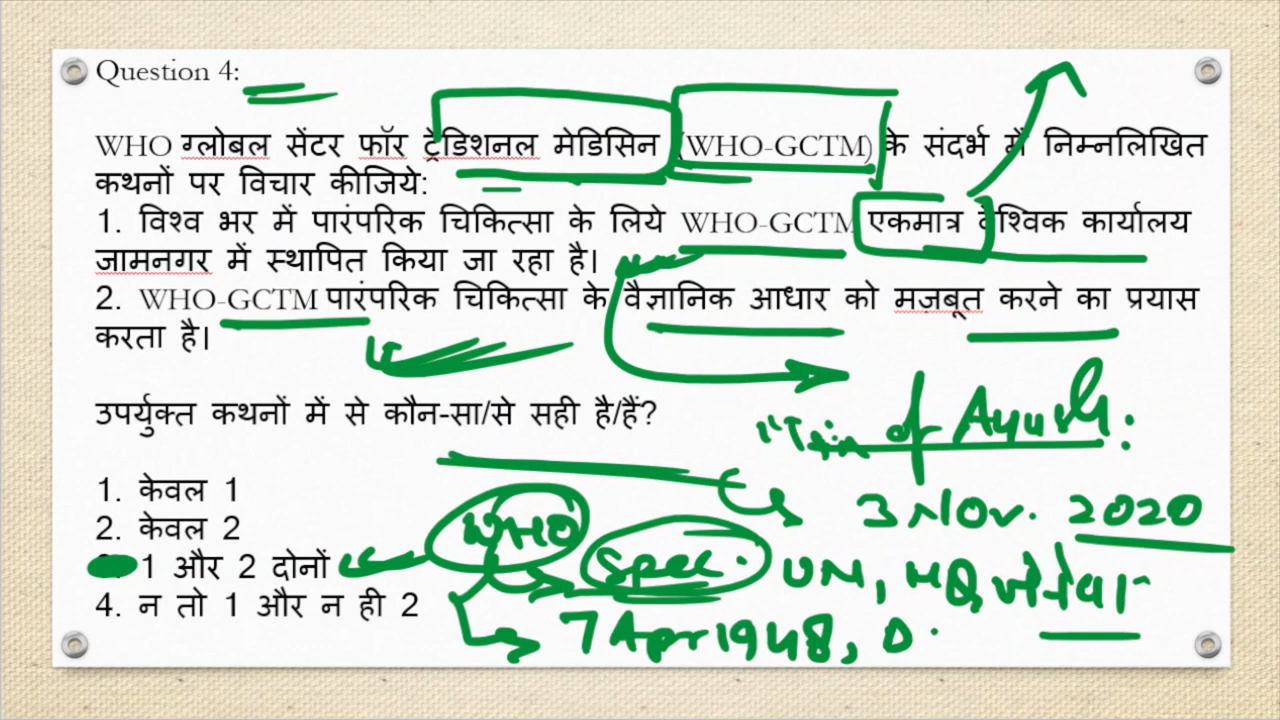 Question 4:
WHO ग्लोबल सेंटर फॉर ट्रेडिशनल मेडिसिन (WHO-GCTM) के संदर्भ में निम्नलिखित
कथनों पर विचार कीजिये:
1. विश्व भर में पारंपरिक चिकित्सा के लिये WHO-GCTM एकमात्र वैश्विक कार्यालय
जामनगर में स्थापित किया जा रहा है।
2. WHO-GCTM पारंपरिक चिकित्सा के वैज्ञानिक आधार को मज़बूत करने का प्रयास
करता है।
उपर्युक्त कथनों में से कौन-सा/से सही है/हैं?
of Ayush:
1. केवल 1
3 Nov. 2020
2. केवल 2
WHO
1 और 2 दोनों
spec. UN, HQ,
4. न तो 1 और न ही 2
7 Apr 1948,